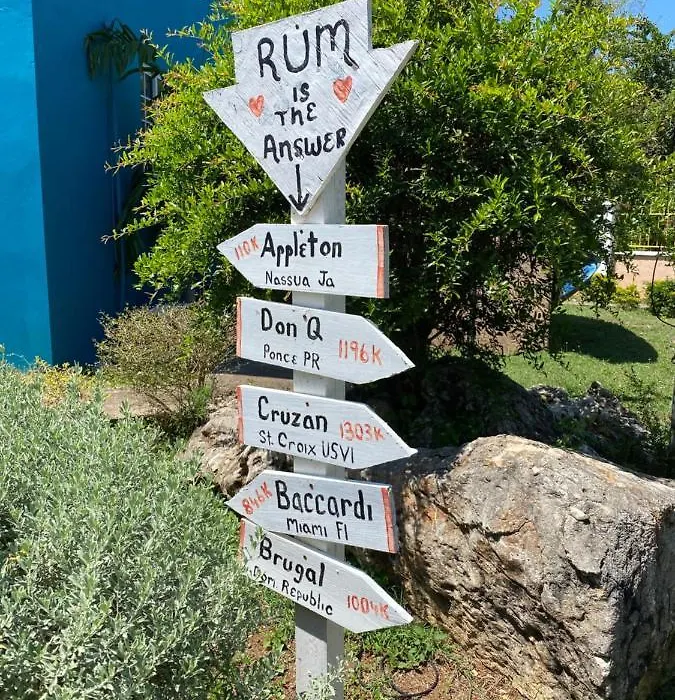 RUM
IS
THE
ANSWER
110K Appleton
Nassua Ja
Don Q
Ponce PR 1196K
Cruzan 1303K
St. Croix USVI
846K Baccardi
Miami Fl
Brugal
Dom. Republic 1004K